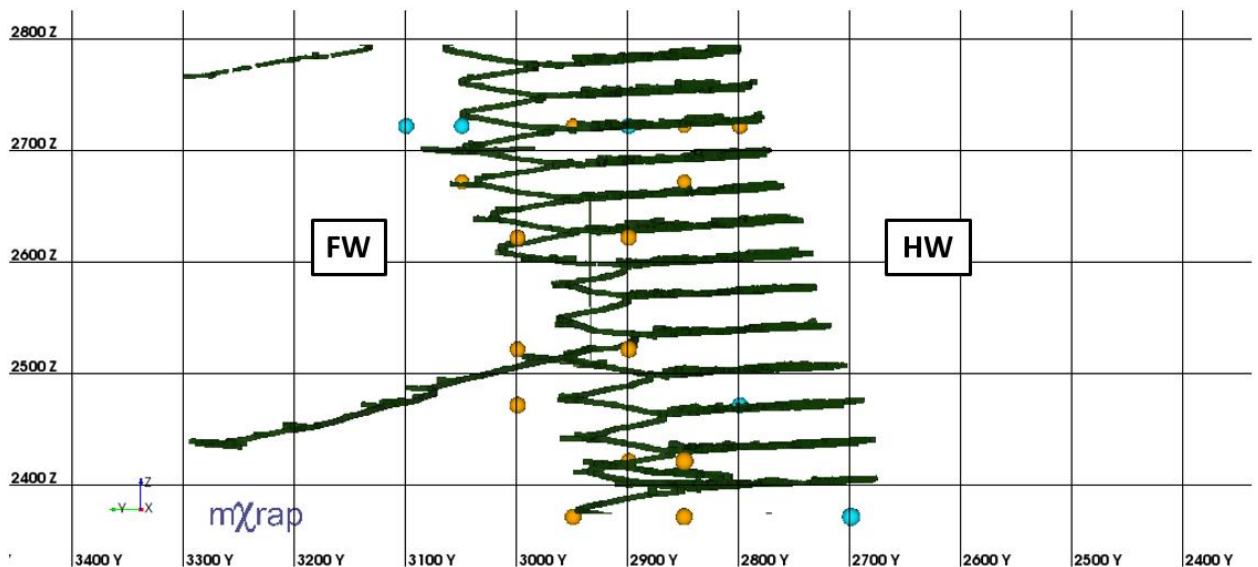 2800 Z
2700 Z
2600 Z
2500 Z
2400 Z
FW
HW
Z
Y
X
mXrap
3400 Y
3300 Y
3200 Y
3100 Y
3000 Y
2900 Y
2800 Y
2700 Y
2600 Y
2500 Y
2400 Y